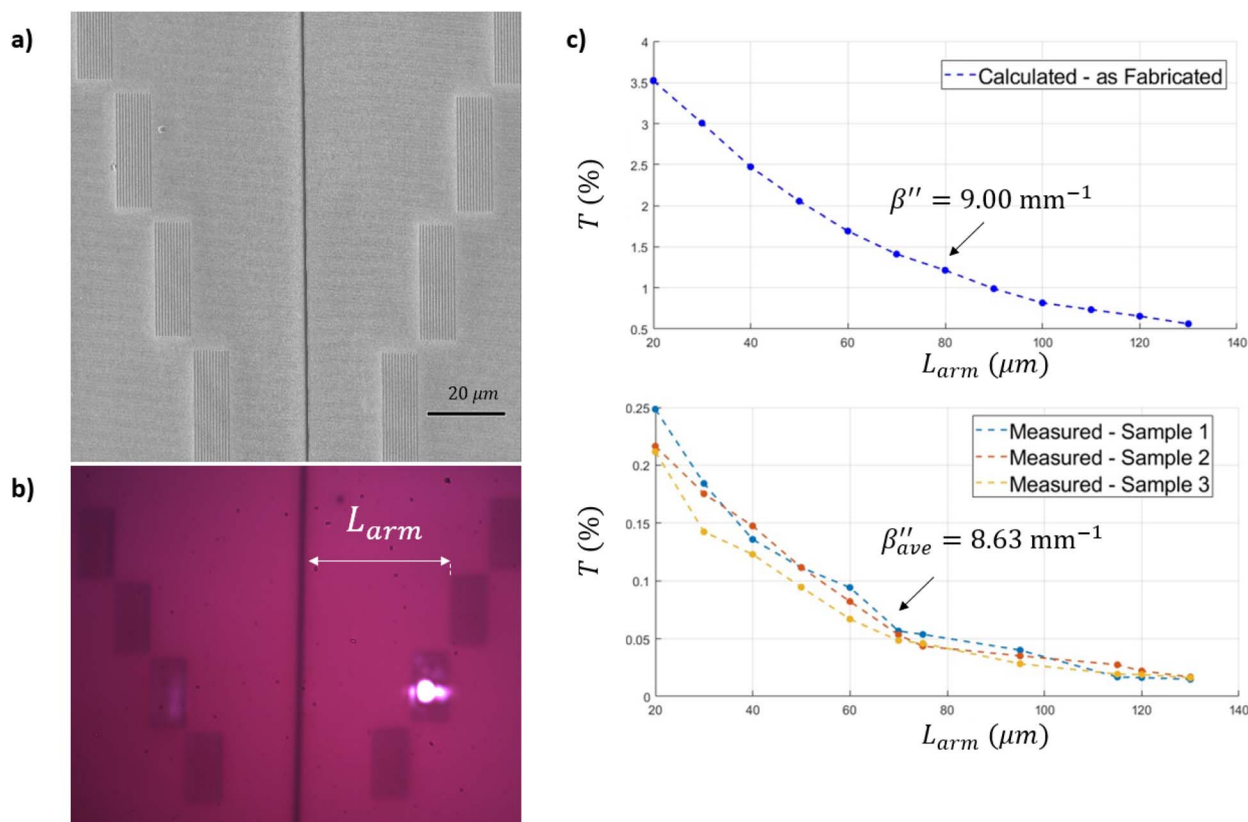 a)
20 μm
b)
L_arm
c)
4
3.5
3
2.5
2
1.5
1
0.5
T (%)
Calculated - as Fabricated
β′′ = 9.00 mm⁻¹
20 40 60 80 100 120 140
L_arm (μm)
0.25
0.2
0.15
0.1
0.05
0
T (%)
Measured - Sample 1
Measured - Sample 2
Measured - Sample 3
β′′_ave = 8.63 mm⁻¹
20 40 60 80 100 120 140
L_arm (μm)